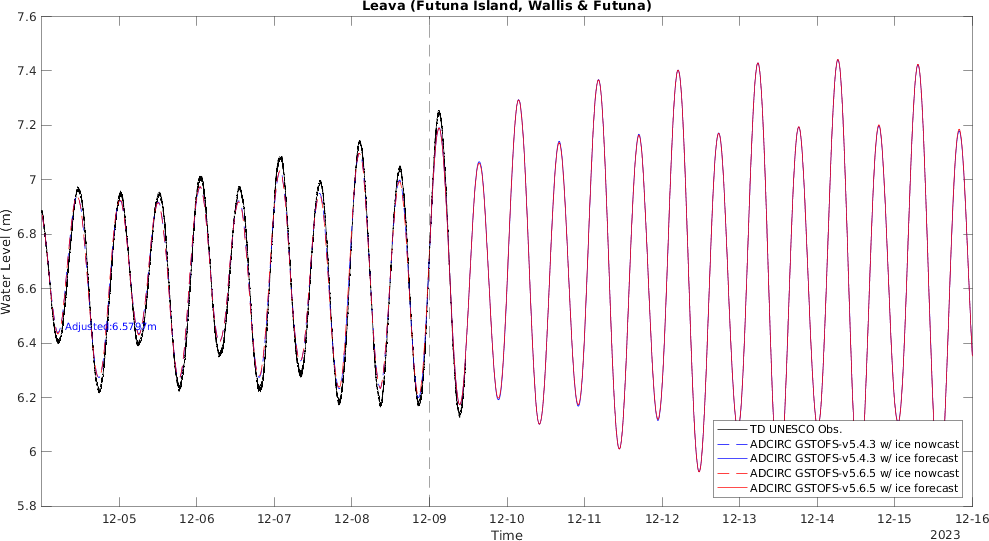 Leava (Futuna Island, Wallis & Futuna)
7.6
7.4
7.2
7
6.8
6.6
6.4
6.2
6
5.8
Water Level (m)
TD UNESCO Obs.
ADCIRC GSTOFS-v5.4.3 w/ ice nowcast
ADCIRC GSTOFS-v5.4.3 w/ ice forecast
ADCIRC GSTOFS-v5.6.5 w/ ice nowcast
ADCIRC GSTOFS-v5.6.5 w/ ice forecast
12-05 12-06 12-07 12-08 12-09 12-10 12-11 12-12 12-13 12-14 12-15 12-16
Time
2023